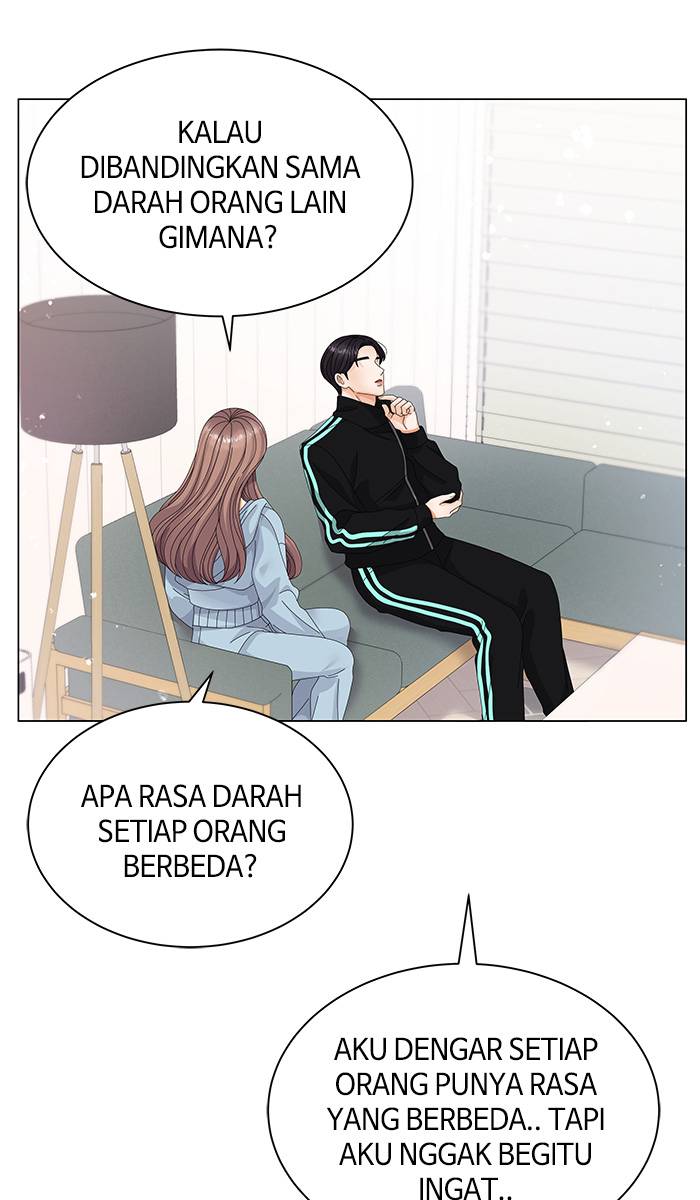 KALAU
DIBANDINGKAN SAMA
DARAH ORANG LAIN
GIMANA?
APA RASA DARAH
SETIAP ORANG
BERBEDA?
AKU DENGAR SETIAP
ORANG PUNYA RASA
YANG BERBEDA.. TAPI
AKU NGGAK BEGITU
INGAT..